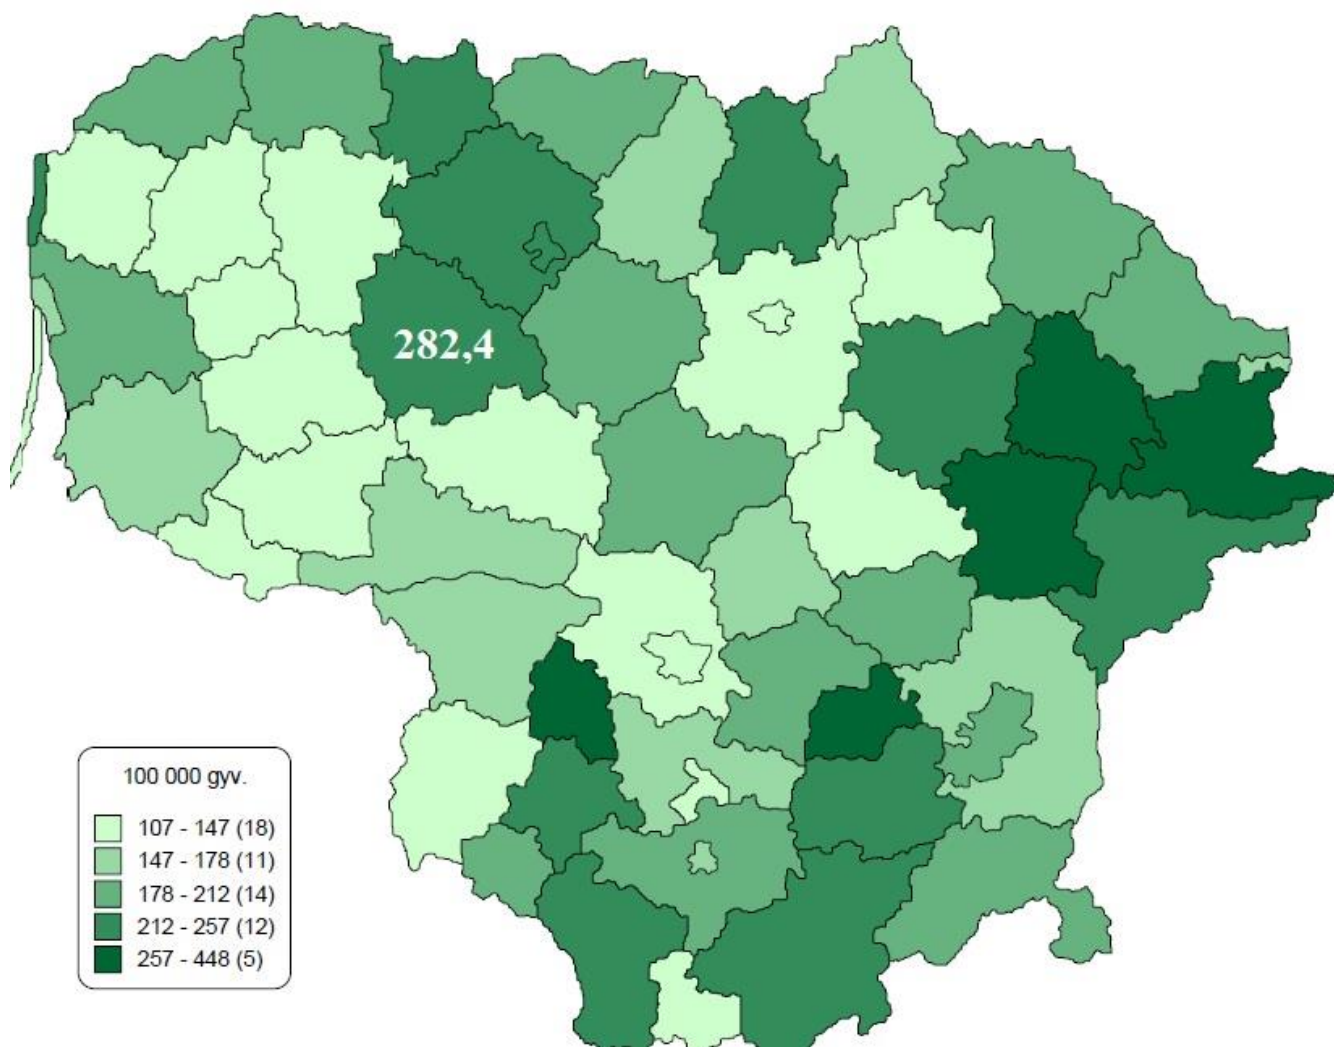 282,4
100 000 gyv.
107 - 147 (18)
147 - 178 (11)
178 - 212 (14)
212 - 257 (12)
257 - 448 (5)